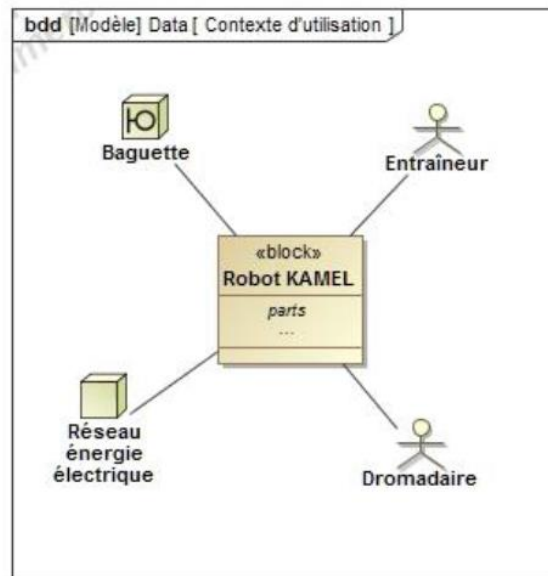 bdd [Modèle] Data [ Contexte d'utilisation ]
Baguette
Entraîneur
«block»
Robot KAMEL
parts
...
Réseau
énergie
électrique
Dromadaire